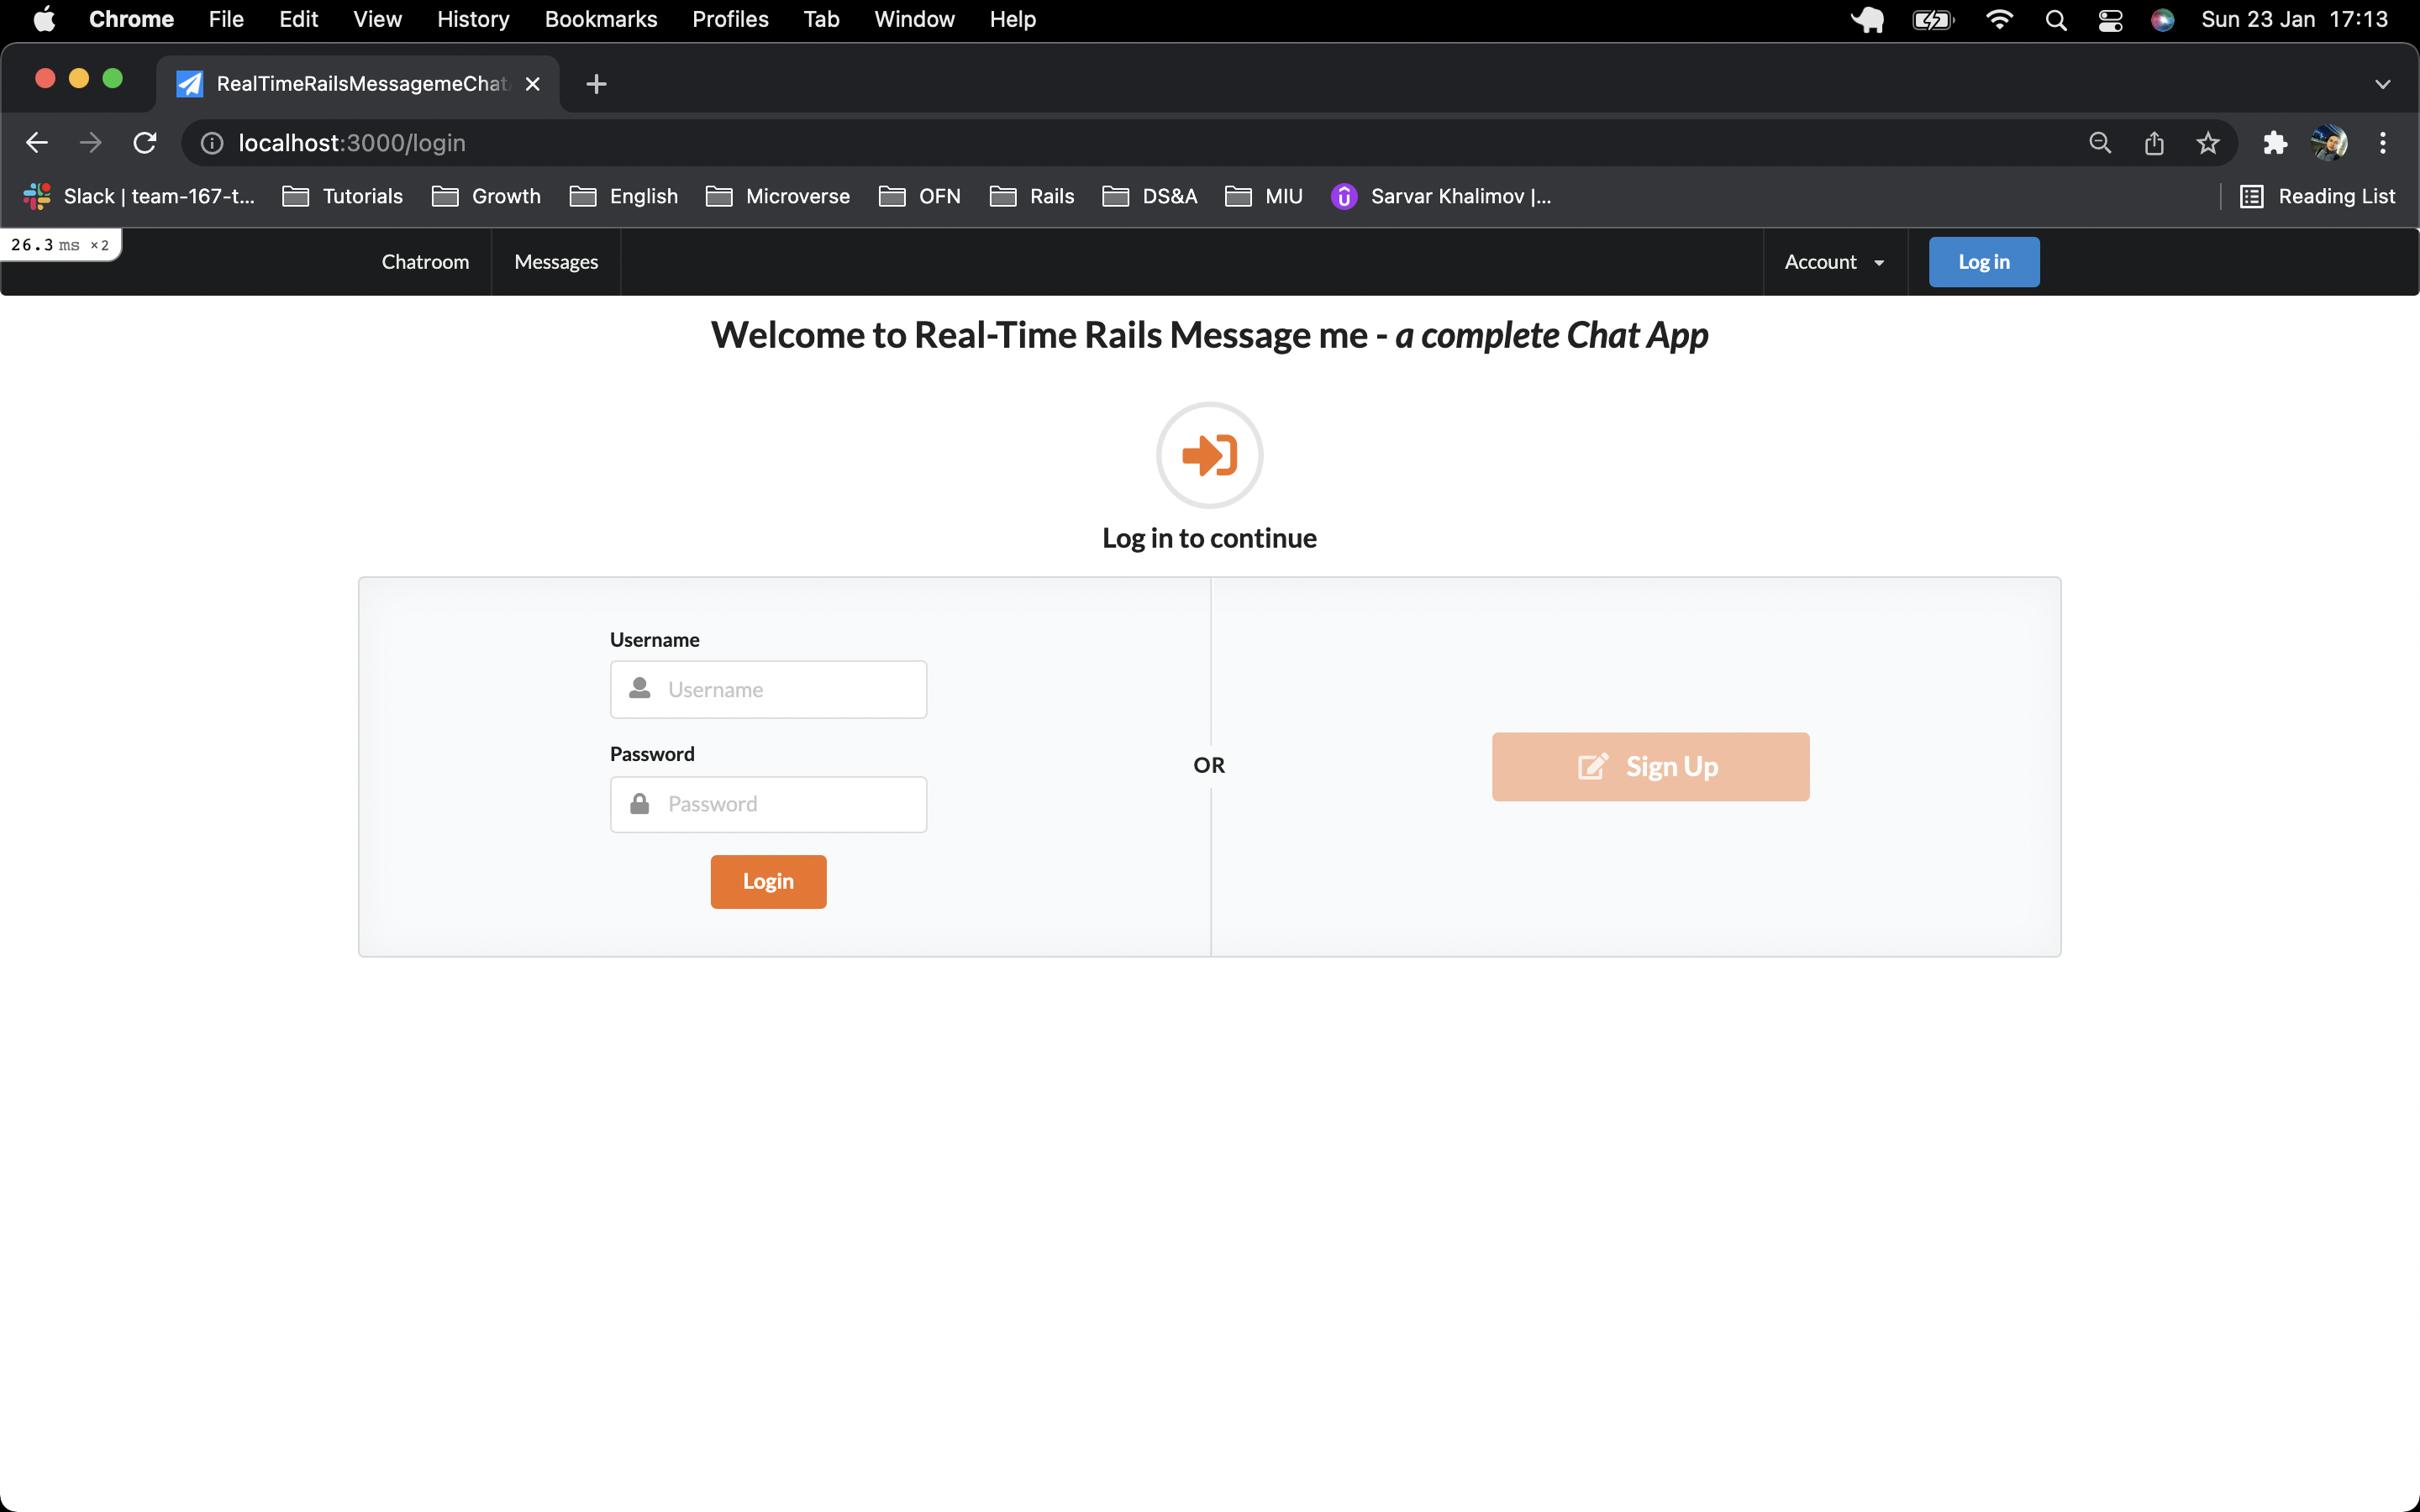 Chrome File Edit View History Bookmarks Profiles Tab Window Help Sun 23 Jan 17:13
RealTimeRailsMessagemeChat
localhost:3000/login
Slack | team-167-t... Tutorials Growth English Microverse OFN Rails DS&A MIU Sarvar Khalimov |... Reading List
26.3 ms ×2
Chatroom Messages Account Log in
Welcome to Real-Time Rails Message me - a complete Chat App
Log in to continue
Username
Username
Password
Password
Login
OR
Sign Up